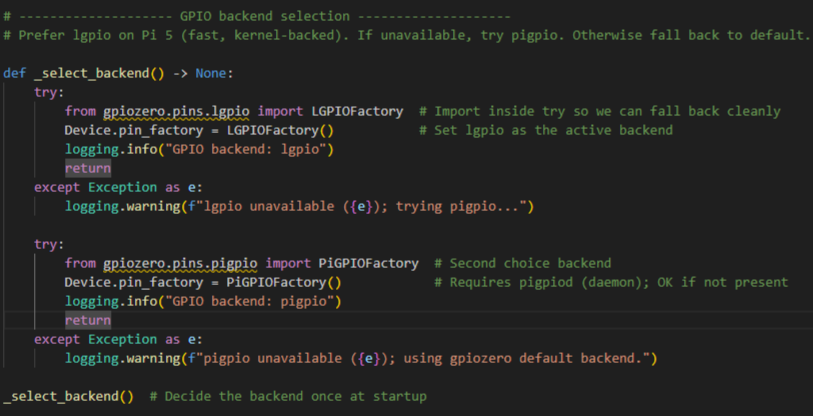 # -------------------- GPIO backend selection --------------------
# Prefer lgpio on Pi 5 (fast, kernel-backed). If unavailable, try pigpio. Otherwise fall back to default.
def _select_backend() -> None:
    try:
        from gpiozero.pins.lgpio import LGPIOFactory  # Import inside try so we can fall back cleanly
        Device.pin_factory = LGPIOFactory()           # Set lgpio as the active backend
        logging.info("GPIO backend: lgpio")
        return
    except Exception as e:
        logging.warning(f"lgpio unavailable ({e}); trying pigpio...")
    try:
        from gpiozero.pins.pigpio import PiGPIOFactory  # Second choice backend
        Device.pin_factory = PiGPIOFactory()            # Requires pigpiod (daemon); OK if not present
        logging.info("GPIO backend: pigpio")
        return
    except Exception as e:
        logging.warning(f"pigpio unavailable ({e}); using gpiozero default backend.")
_select_backend()  # Decide the backend once at startup